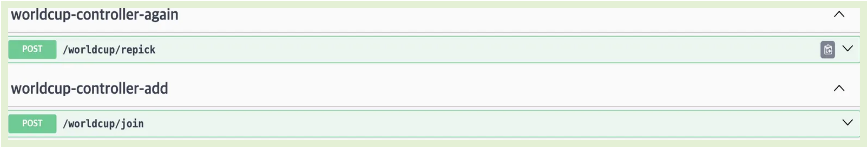 worldcup-controller-again
POST /worldcup/repick
worldcup-controller-add
POST /worldcup/join